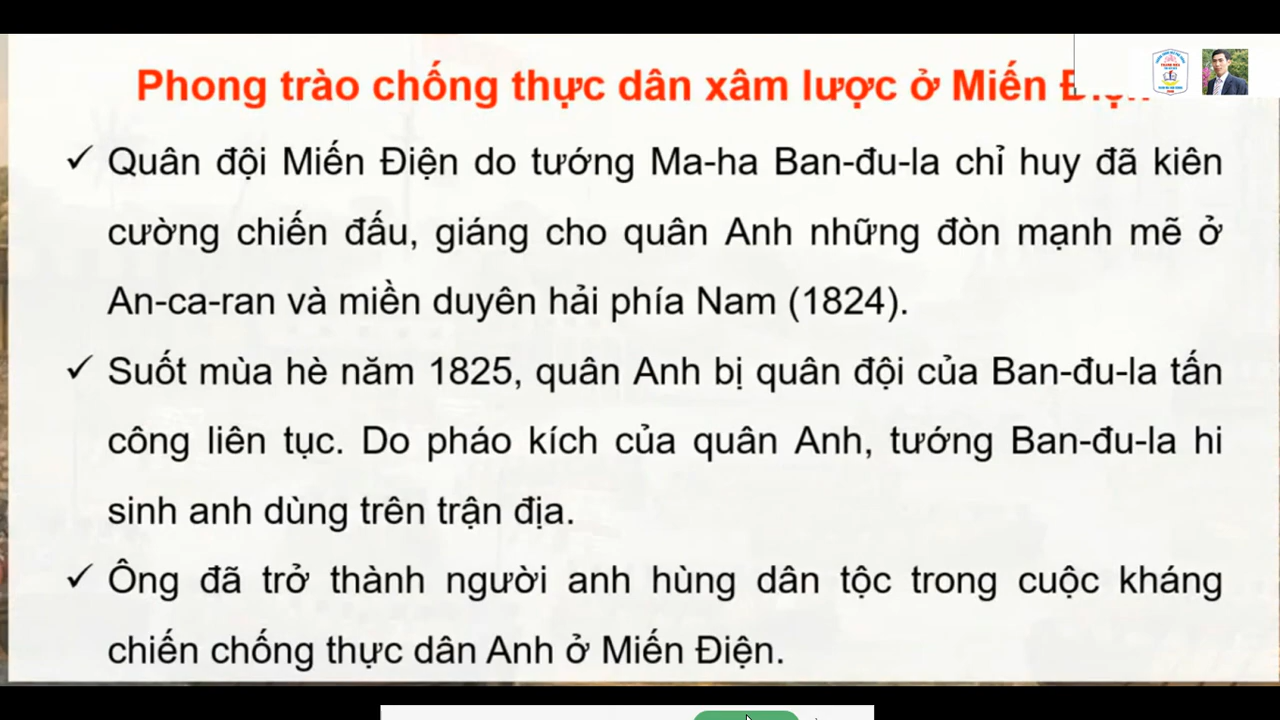 Phong trào chống thực dân xâm lược ở Miến Điện
Quân đội Miến Điện do tướng Ma-ha Ban-đu-la chỉ huy đã kiên
cường chiến đấu, giáng cho quân Anh những đòn mạnh mẽ ở
An-ca-ran và miền duyên hải phía Nam (1824).
Suốt mùa hè năm 1825, quân Anh bị quân đội của Ban-đu-la tấn
công liên tục. Do pháo kích của quân Anh, tướng Ban-đu-la hi
sinh anh dùng trên trận địa.
Ông đã trở thành người anh hùng dân tộc trong cuộc kháng
chiến chống thực dân Anh ở Miến Điện.